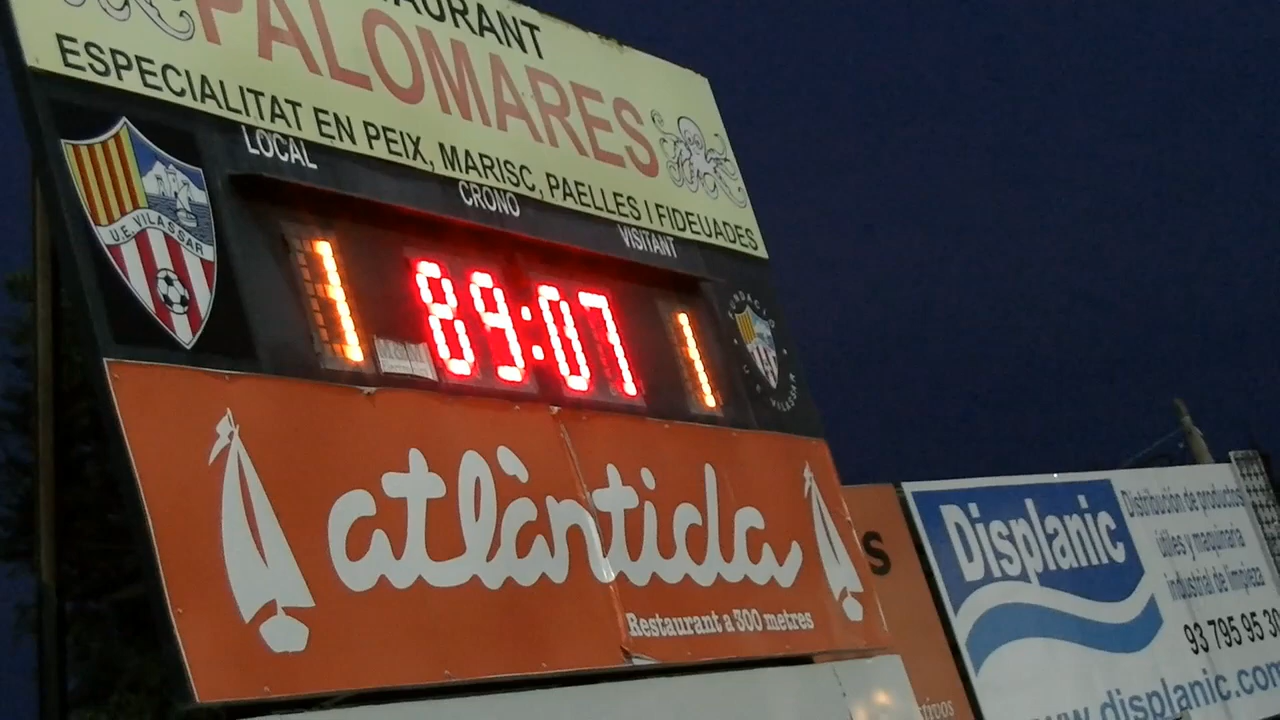 PALOMARES
ESPECIALITAT EN PEIX, MARISC, PAELLES I FIDEUADES
LOCAL
CRONO
VISITANT
U.E. VILASSAR
1
89:07
1
atlàntida
Restaurant a 300 metres
s
Displanic
Distribución de productos
útiles y maquinaria
industrial de limpieza
93 795 95 30
www.displanic.com